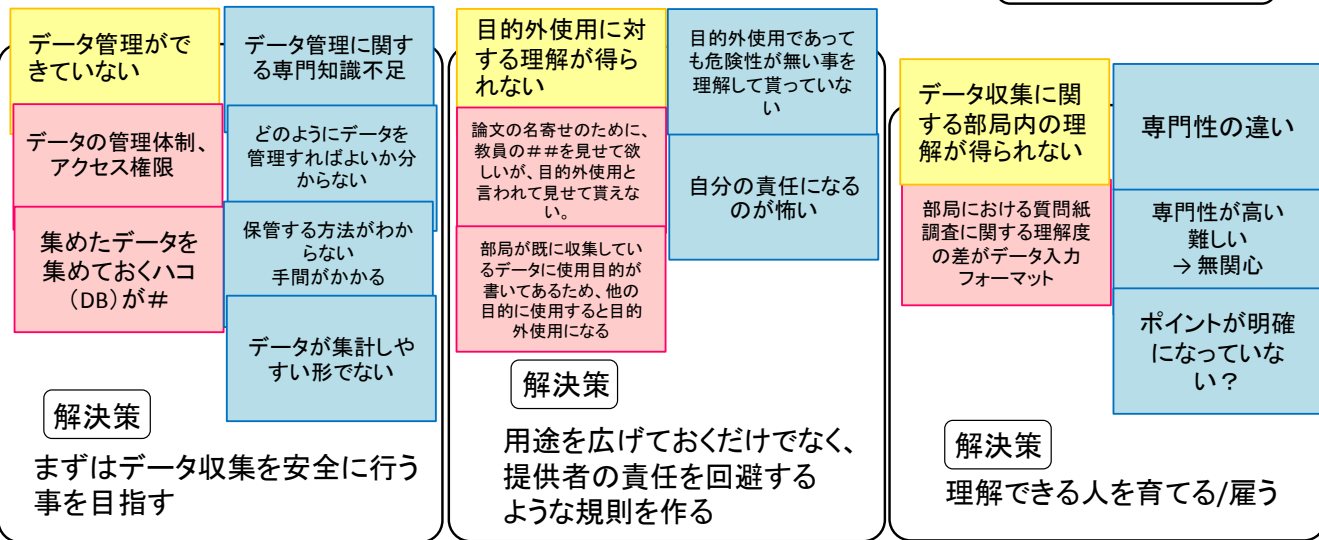 データ管理がで
きていない
データ管理に関す
る専門知識不足
データの管理体制、
アクセス権限
どのようにデータを
管理すればよいか分
からない
集めたデータを
集めておくハコ
(DB)が＃
保管する方法がわか
らない
手間がかかる
データが集計しや
すい形でない
解決策
まずはデータ収集を安全に行う
事を目指す
目的外使用に対
する理解が得ら
れない
目的外使用であって
も危険性が無い事を
理解して貰っていな
い
論文の名寄せのために、
教員の＃＃を見せて欲
しいが、目的外使用と
言われて見せて貰えな
い。
自分の責任になる
のが怖い
部局が既に収集してい
るデータに使用目的が
書いてあるため、他の
目的に使用すると目的
外使用になる
解決策
用途を広げておくだけでなく、
提供者の責任を回避する
ような規則を作る
データ収集に関
する部局内の理
解が得られない
専門性の違い
部局における質問紙
調査に関する理解度
の差がデータ入力
フォーマット
専門性が高い
難しい
→ 無関心
ポイントが明確
になっていな
い？
解決策
理解できる人を育てる/雇う